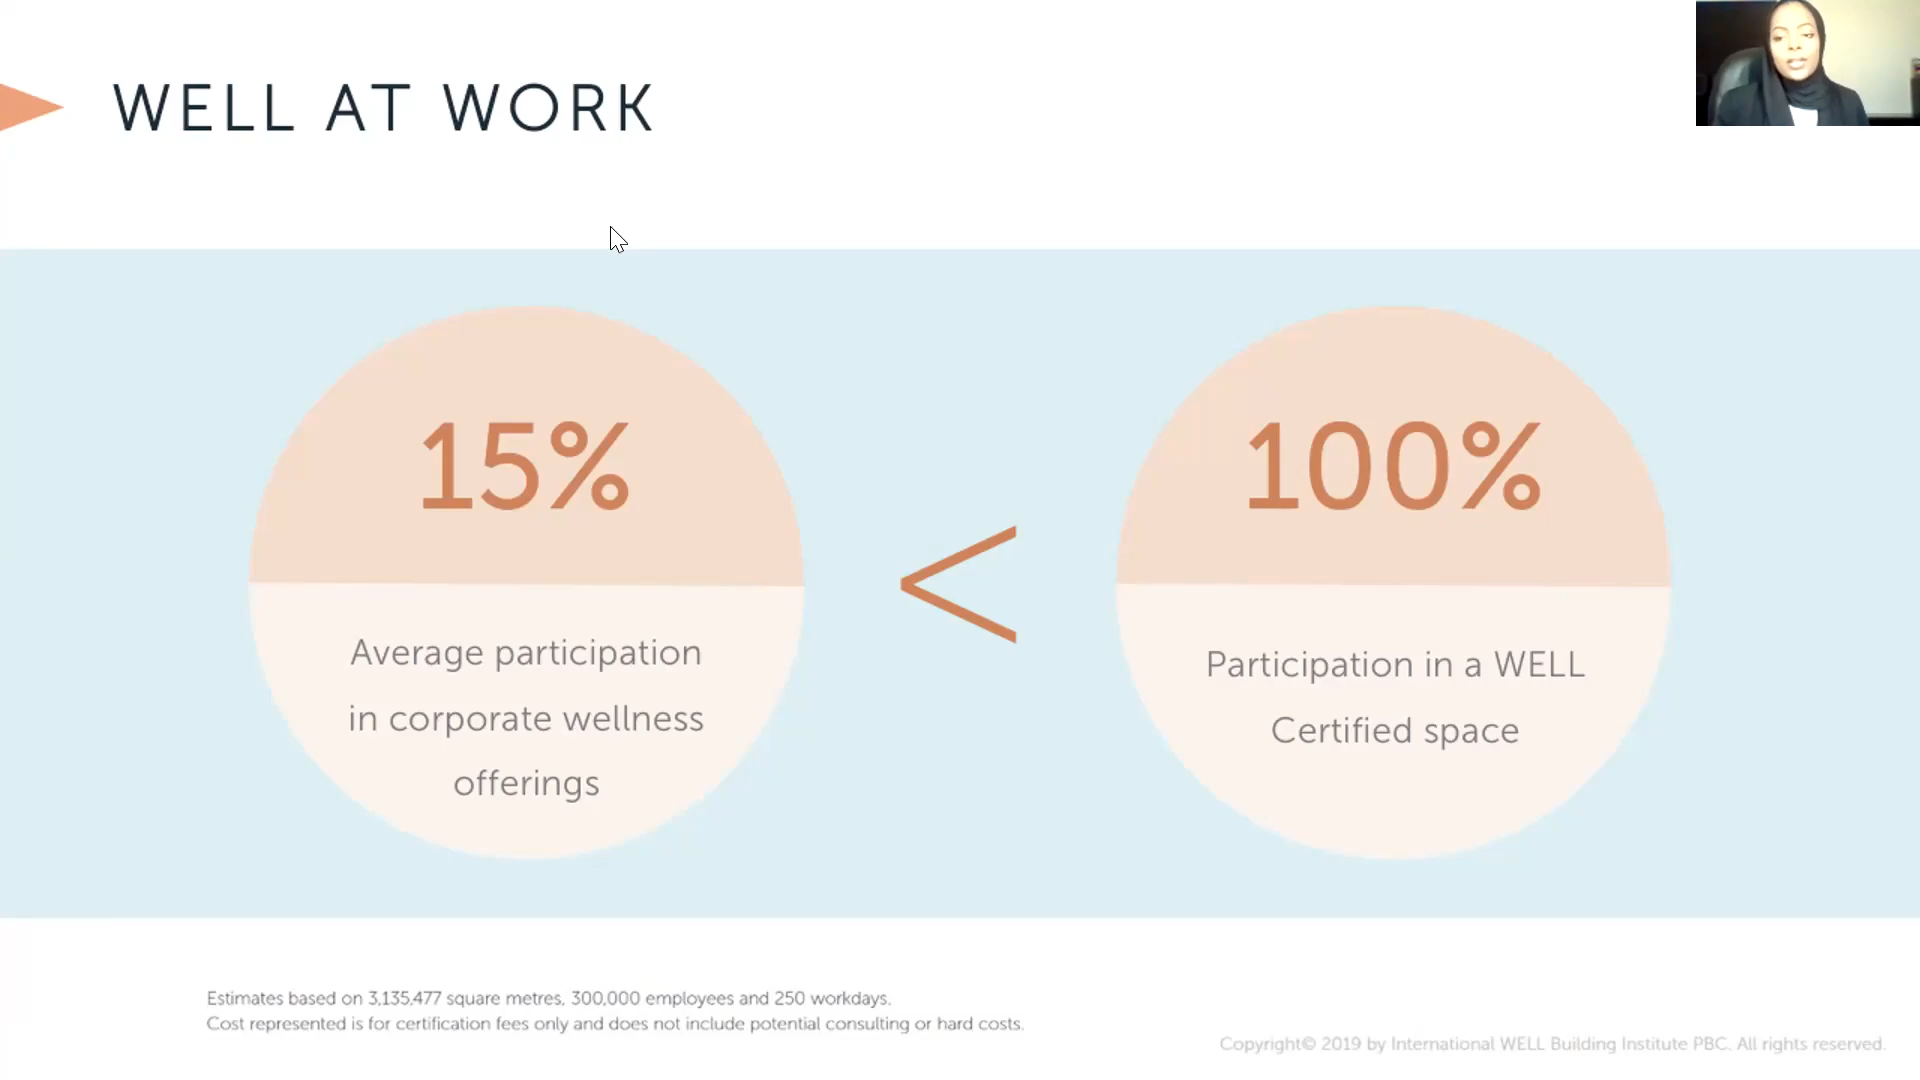 WELL AT WORK
15%
Average participation
in corporate wellness
offerings
<
100%
Participation in a WELL
Certified space
Estimates based on 3,135,477 square metres, 300,000 employees and 250 workdays.
Cost represented is for certification fees only and does not include potential consulting or hard costs.
Copyright© 2019 by International WELL Building Institute PBC. All rights reserved.